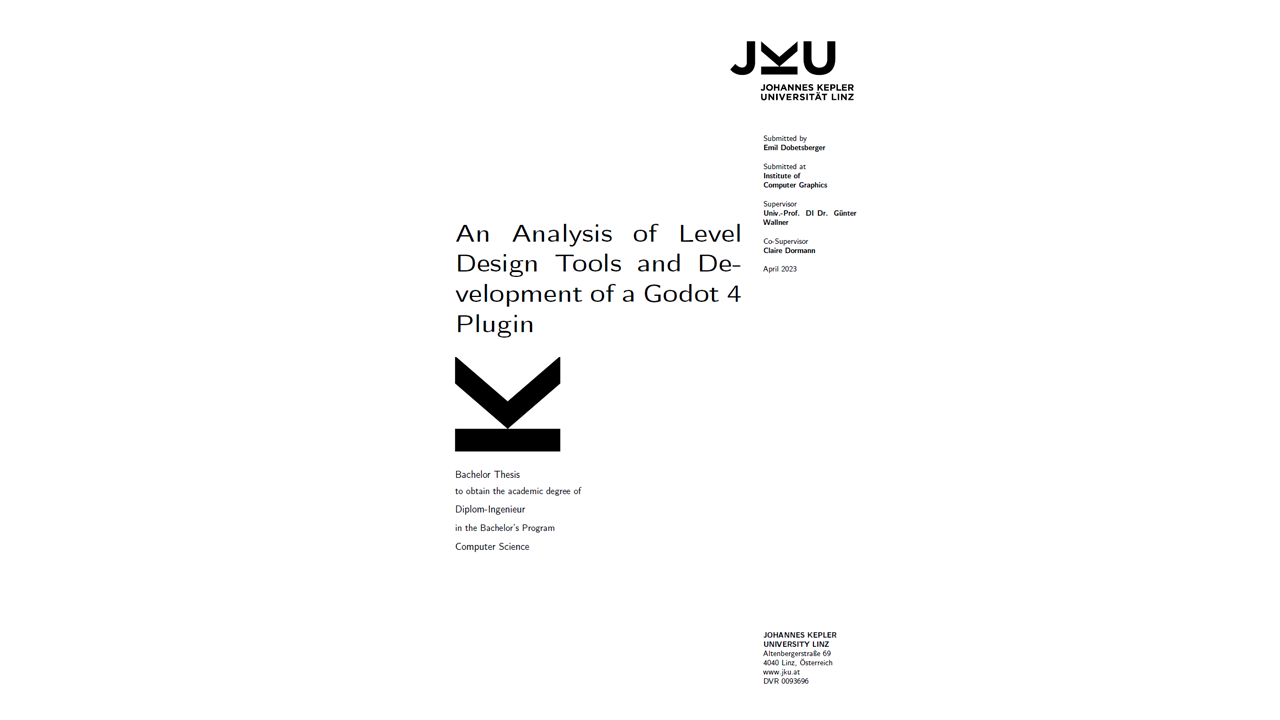 JKU
JOHANNES KEPLER
UNIVERSITÄT LINZ
Submitted by
Emil Dobetsberger
Submitted at
Institute of
Computer Graphics
Supervisor
Univ.-Prof. DI Dr. Günter
Wallner
Co-Supervisor
Claire Dormann
April 2023
An Analysis of Level
Design Tools and De-
velopment of a Godot 4
Plugin
Bachelor Thesis
to obtain the academic degree of
Diplom-Ingenieur
in the Bachelor's Program
Computer Science
JOHANNES KEPLER
UNIVERSITY LINZ
Altenbergerstraße 69
4040 Linz, Österreich
www.jku.at
DVR 0093696